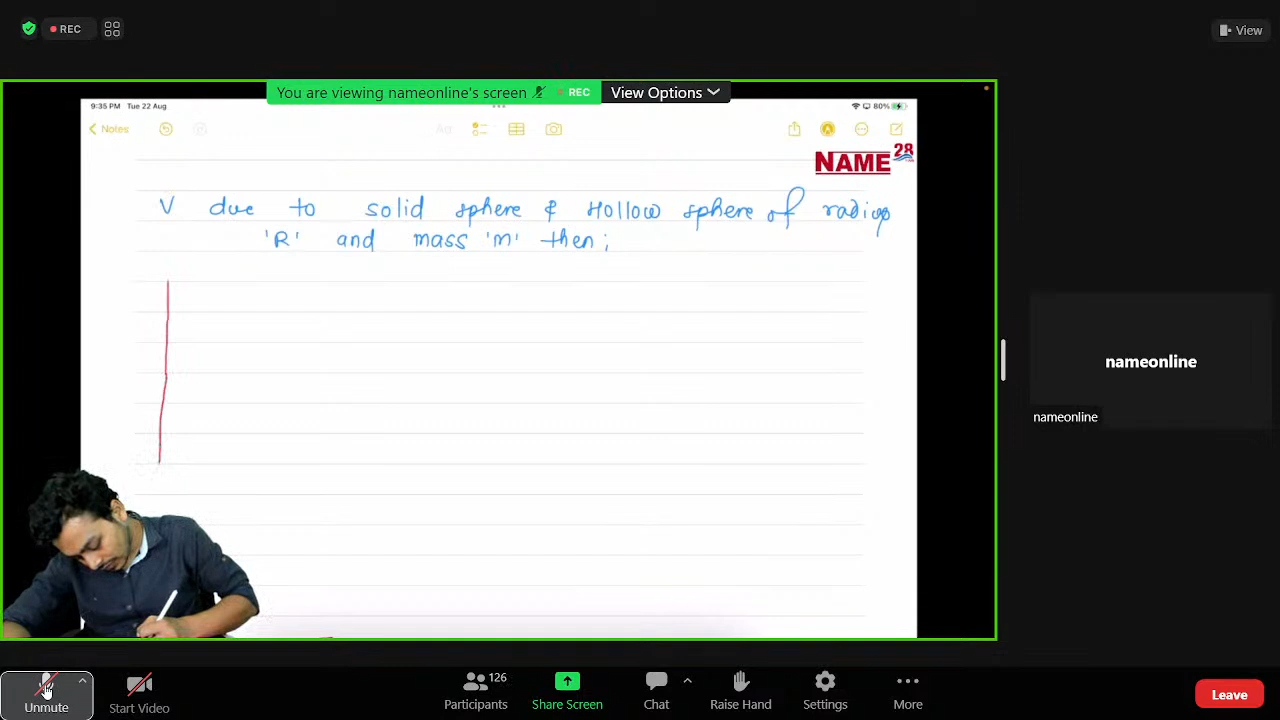 REC
View
You are viewing nameonline's screen
REC
View Options
9:35 PM Tue 22 Aug
80%
Notes
Aa
NAME 28
V due to solid sphere & Hollow sphere of radius
'R' and mass 'm' then;
nameonline
nameonline
Unmute
Start Video
Participants
126
Share Screen
Chat
Raise Hand
Settings
More
Leave